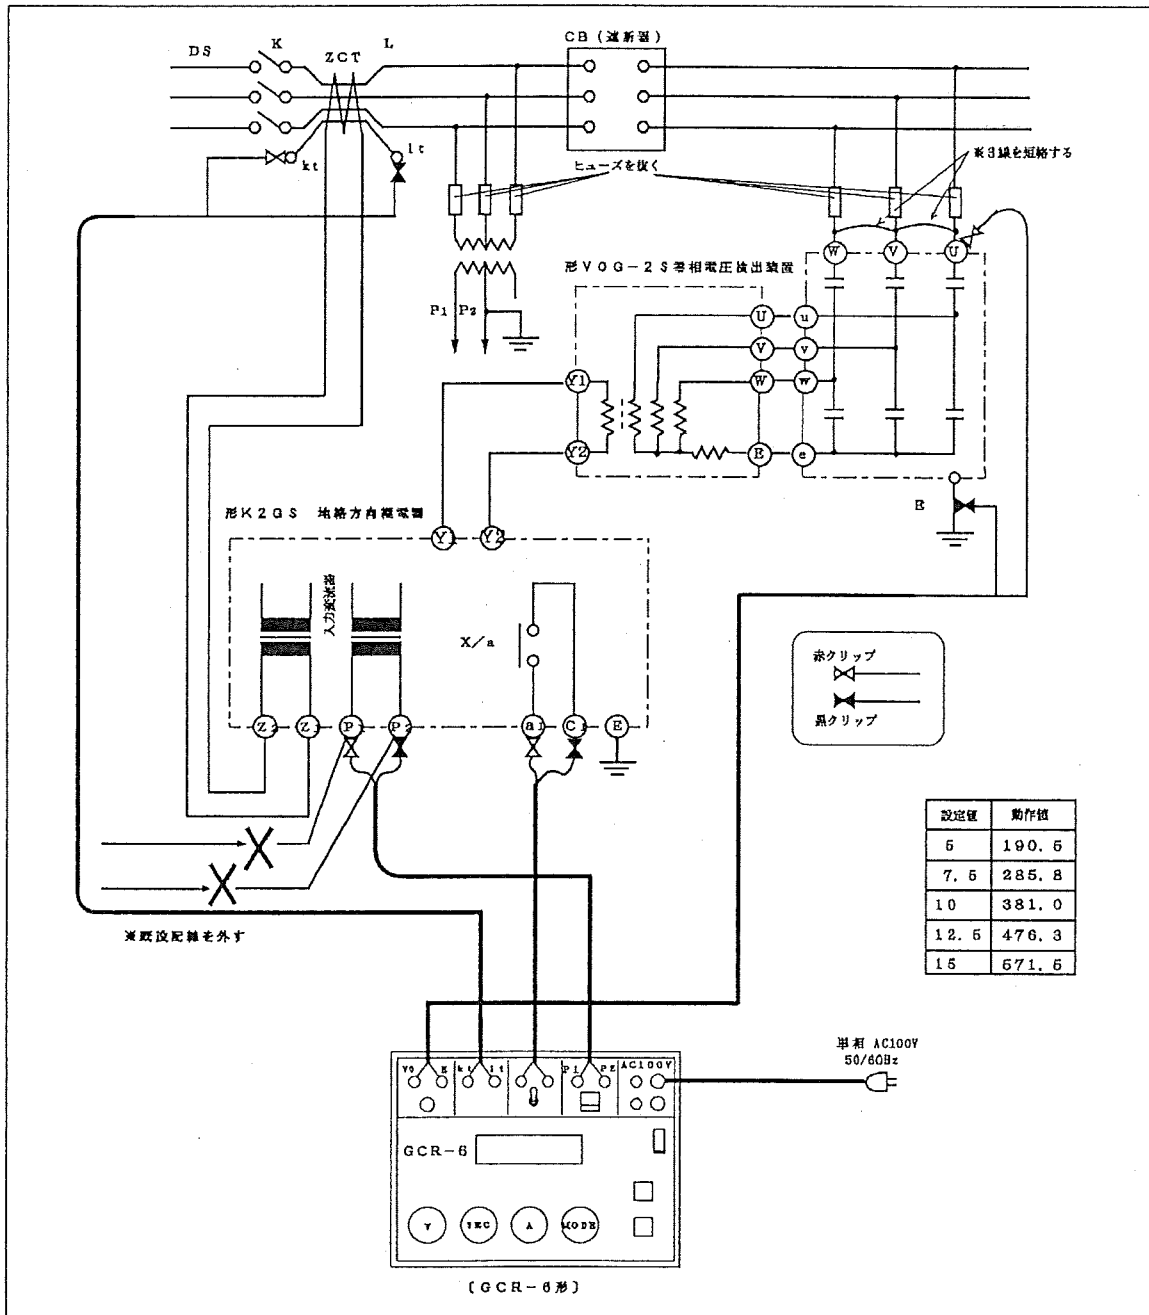 CB (遮断器)
DS
K
ZCT
L
kt
lt
ヒューズを抜く
※3線を短絡する
W
V
U
形VOG-2S零相電圧検出装置
P1
P2
U
u
V
v
Y1
W
w
Y2
E
e
E
形K2GS 地絡方向継電器
Y1
Y2
入力変流器
X/a
赤クリップ
黒クリップ
Z2
Z1
P1
P2
a1
C1
E
設定値 動作値
5 190.5
7.5 285.8
10 381.0
12.5 476.3
15 571.5
※既設配線を外す
単相 AC100V
50/60Hz
V0
E
kt
lt
P1
P2
AC100V
GCR-6
V
A
MODE
[GCR-6形]